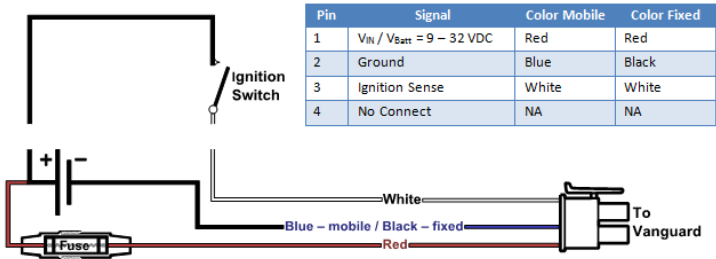 Pin Signal Color Mobile Color Fixed
1 VIN / VBatt = 9 – 32 VDC Red Red
2 Ground Blue Black
3 Ignition Sense White White
4 No Connect NA NA
Ignition
Switch
+ –
White
Blue – mobile / Black – fixed
Red
Fuse
To
Vanguard